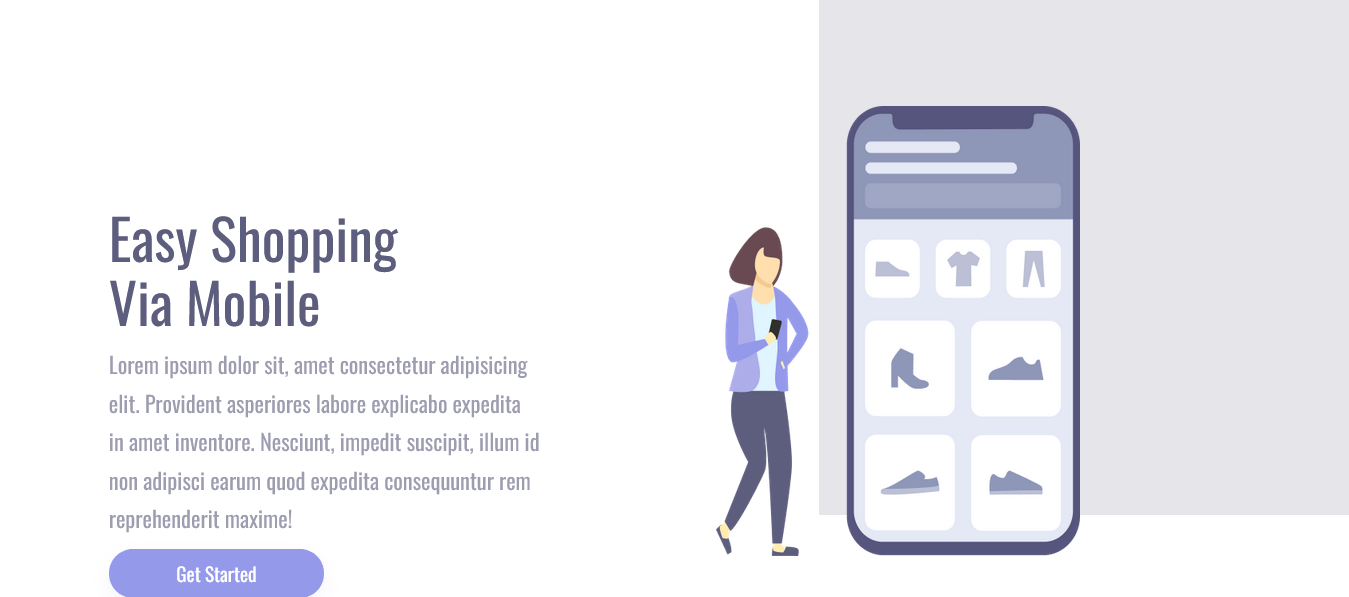 Easy Shopping
Via Mobile
Lorem ipsum dolor sit, amet consectetur adipisicing
elit. Provident asperiores labore explicabo expedita
in amet inventore. Nesciunt, impedit suscipit, illum id
non adipisci earum quod expedita consequuntur rem
reprehenderit maxime!
Get Started